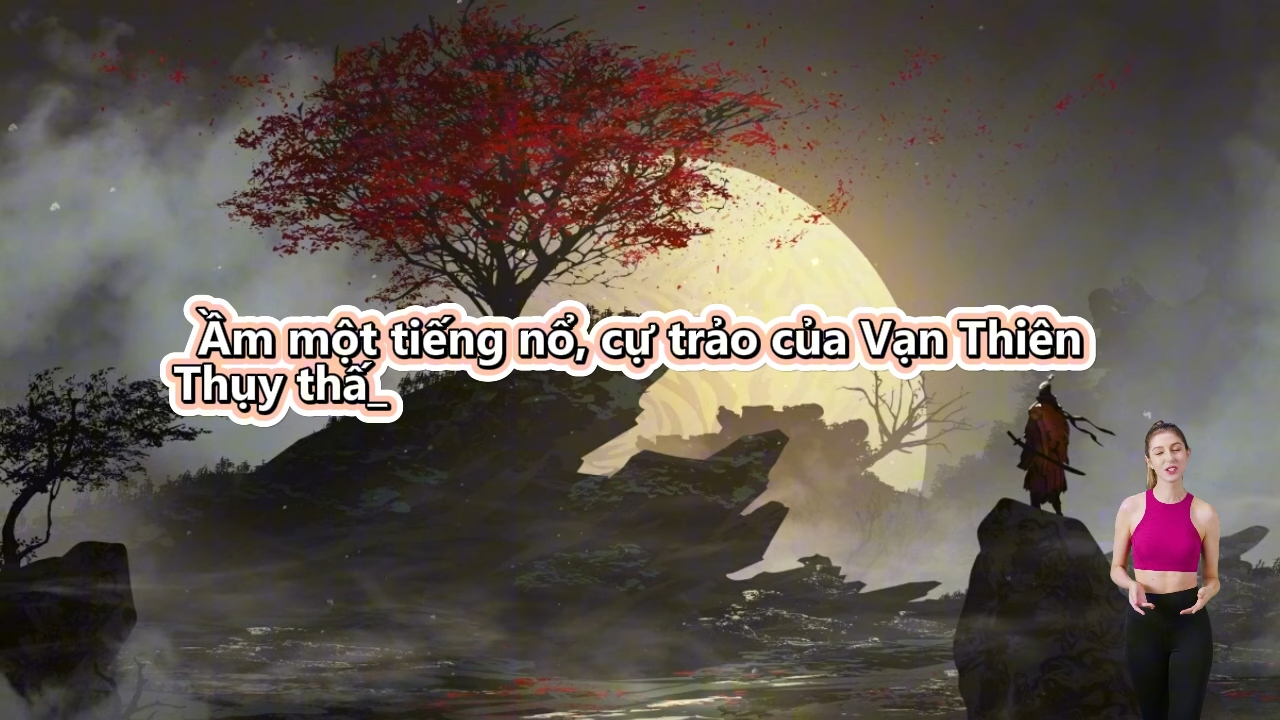 Ầm một tiếng nổ, cự trảo của Vạn Thiên
Thụy thấ_